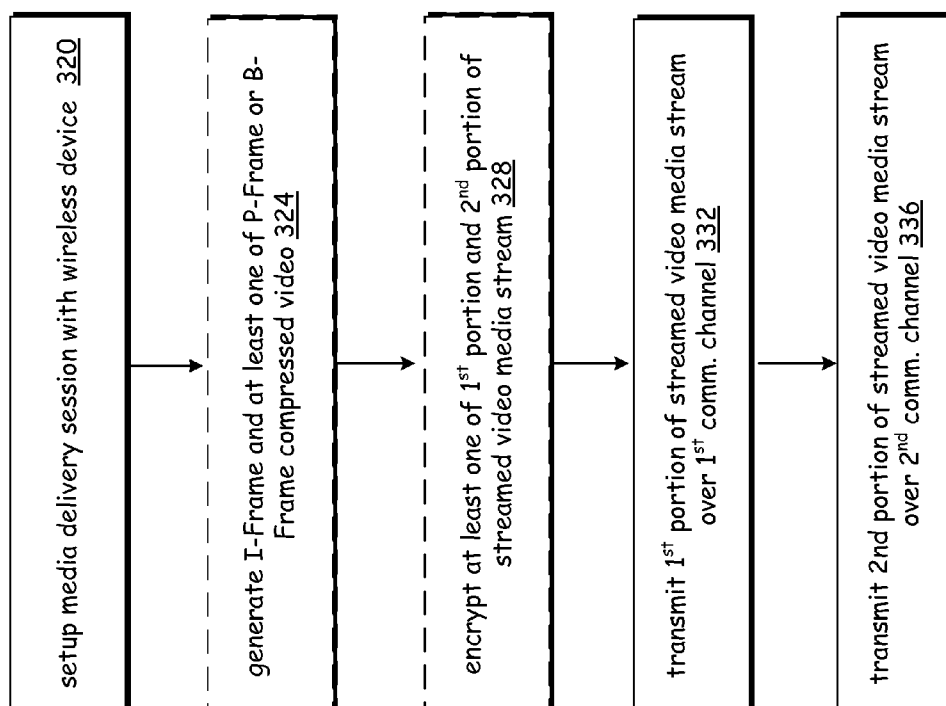 setup media delivery session with wireless device 320
generate I-Frame and at least one of P-Frame or B-
Frame compressed video 324
encrypt at least one of 1st portion and 2nd portion of
streamed video media stream 328
transmit 1st portion of streamed video media stream
over 1st comm. channel 332
transmit 2nd portion of streamed video media stream
over 2nd comm. channel 336